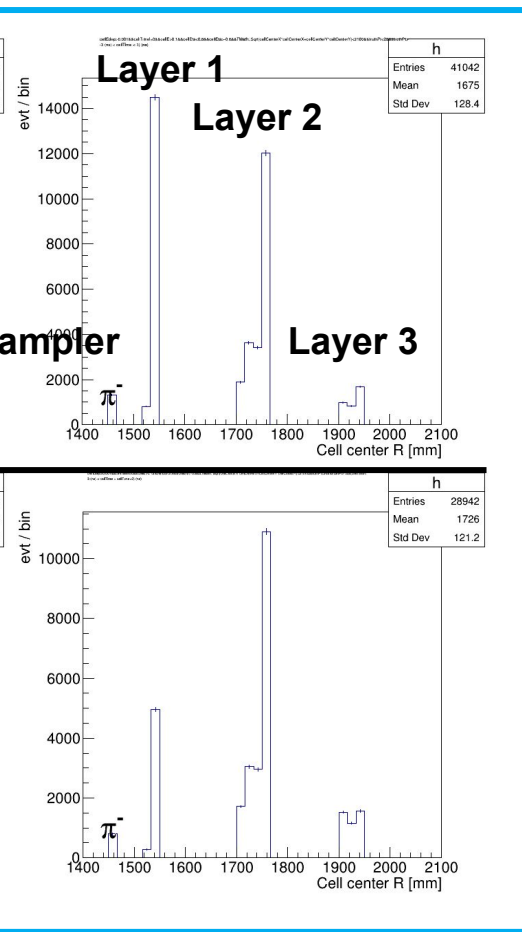 h
Entries 41042
Mean 1675
Std Dev 128.4
Layer 1
Layer 2
ampler
Layer 3
π-
evt / bin
14000
12000
10000
8000
6000
4000
2000
0
1400 1500 1600 1700 1800 1900 2000 2100
Cell center R [mm]
h
Entries 28942
Mean 1726
Std Dev 121.2
evt / bin
10000
8000
6000
4000
2000
0
π-
1400 1500 1600 1700 1800 1900 2000 2100
Cell center R [mm]